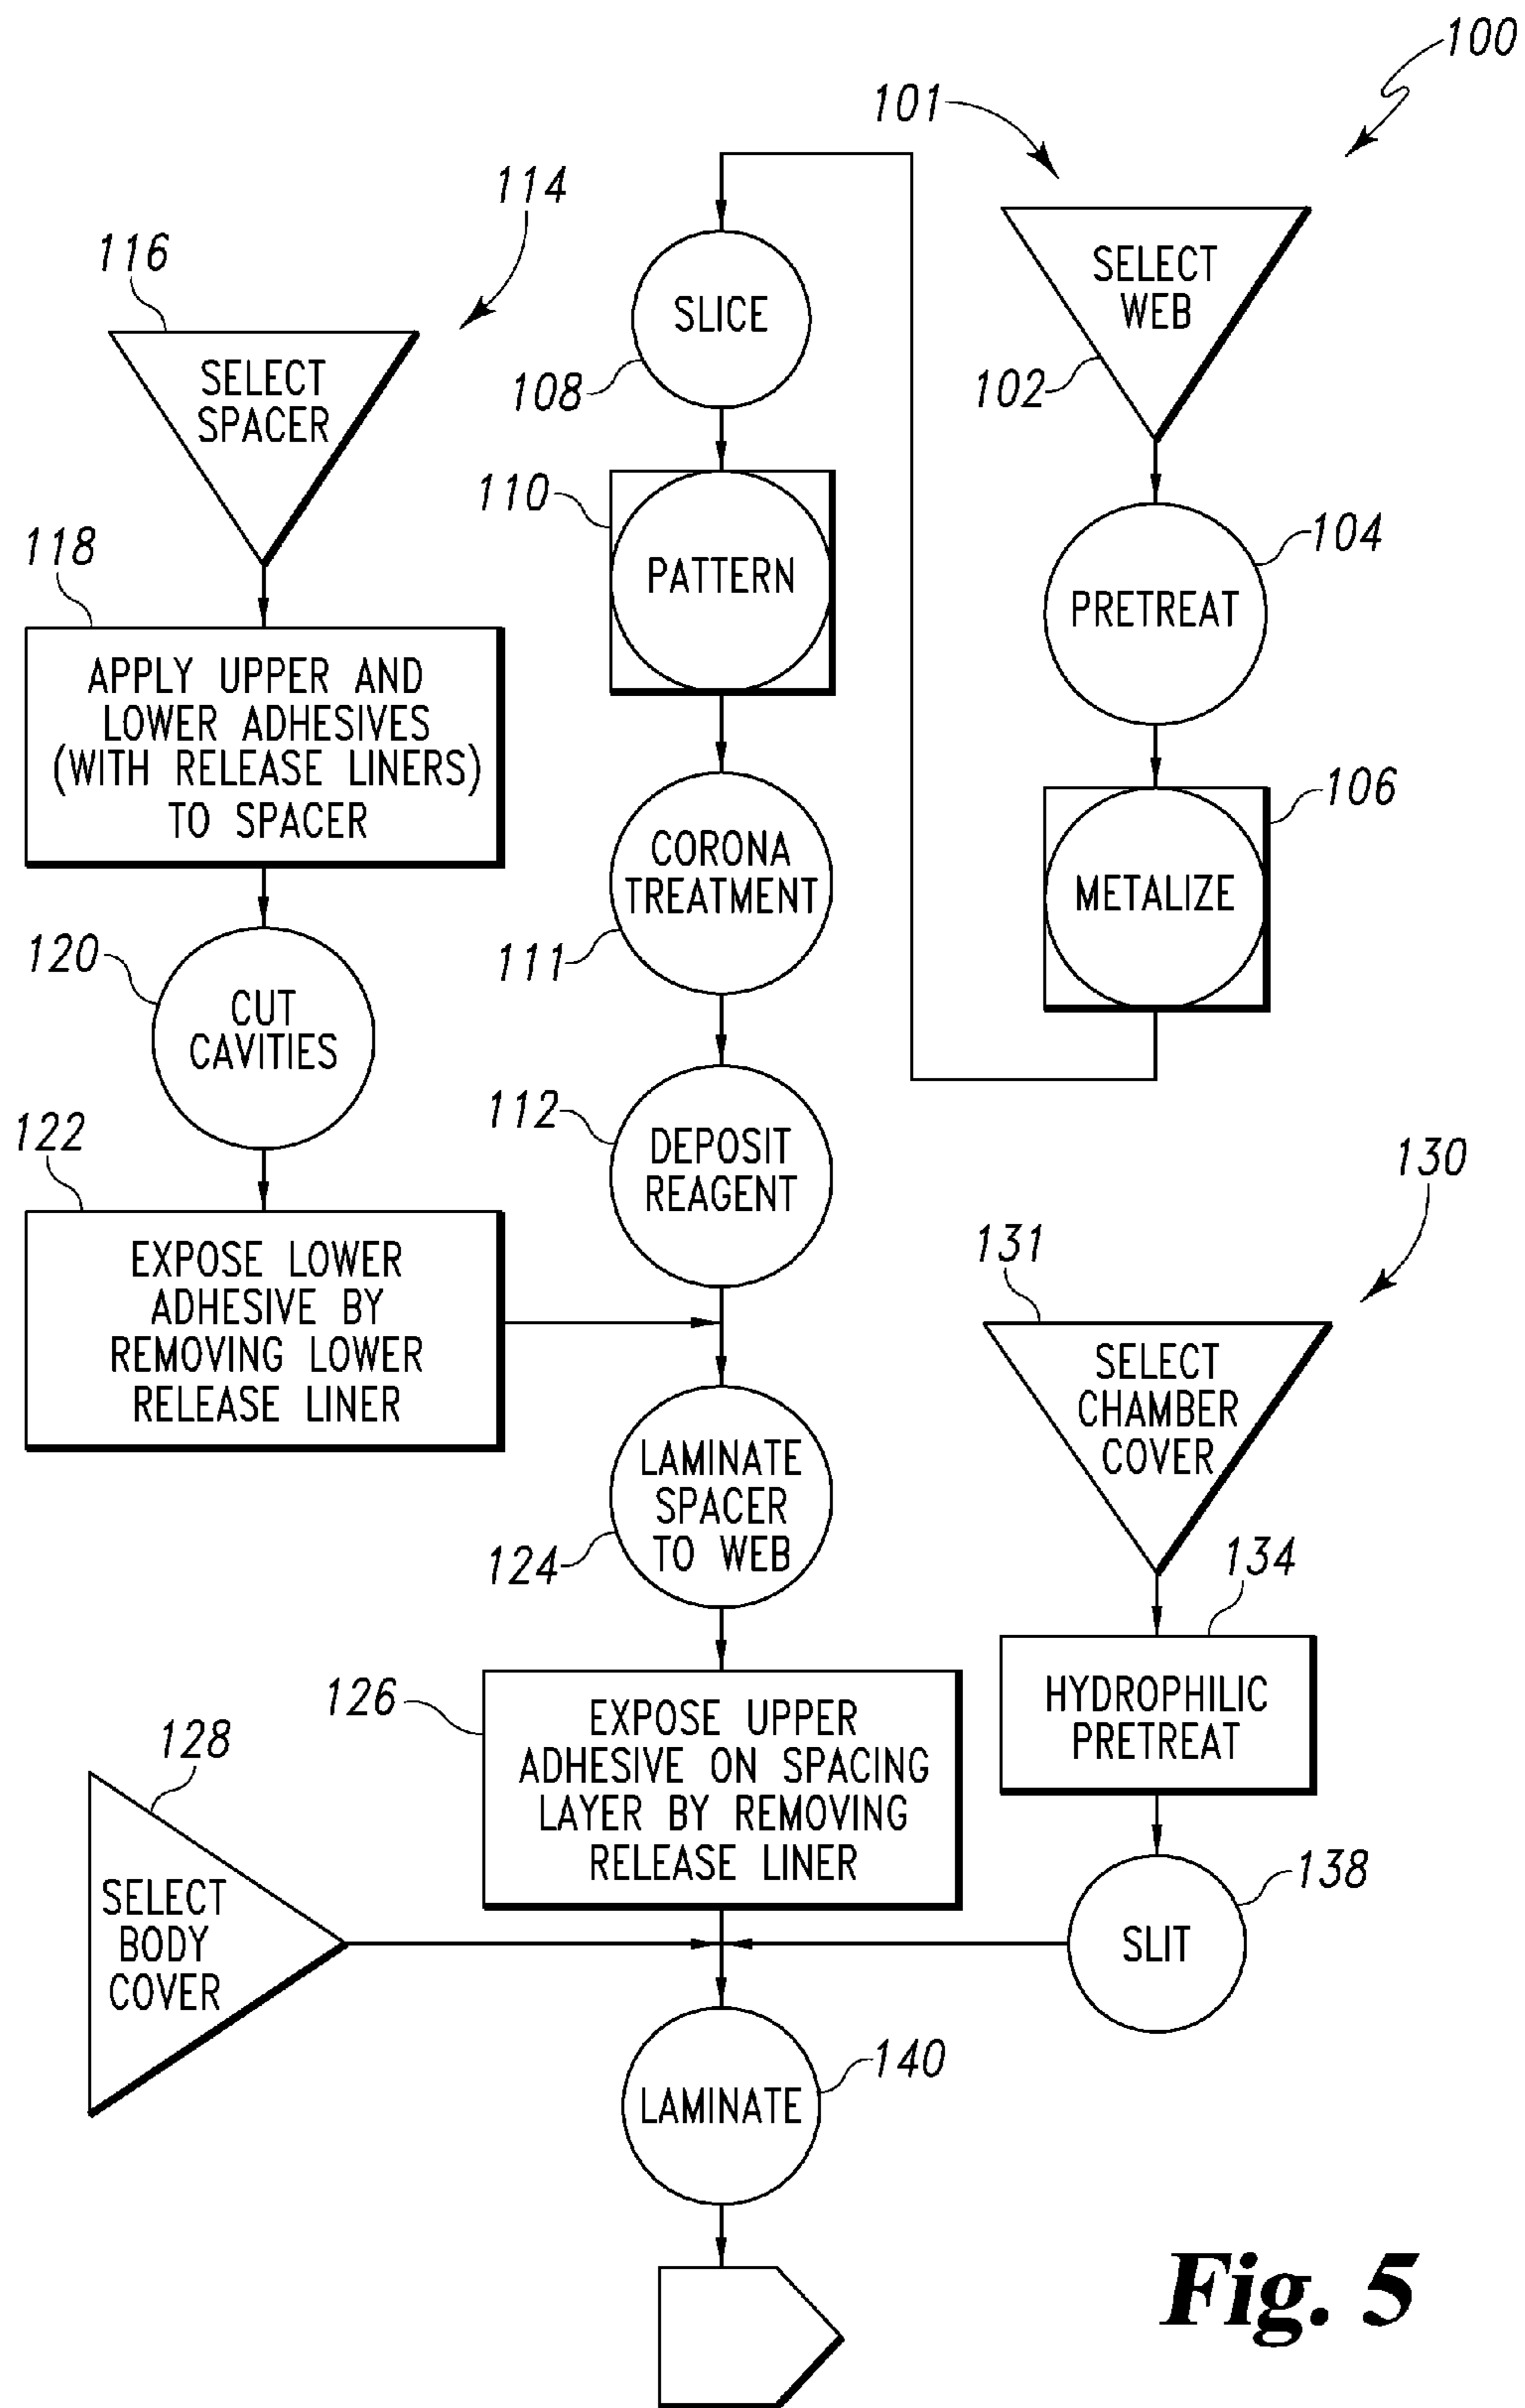 100
101
114
116
SELECT
SPACER
SLICE
108
SELECT
WEB
102
110
PATTERN
104
PRETREAT
118
APPLY UPPER AND
LOWER ADHESIVES
(WITH RELEASE LINERS)
TO SPACER
106
METALIZE
CORONA
TREATMENT
111
120
CUT
CAVITIES
112
DEPOSIT
REAGENT
122
EXPOSE LOWER
ADHESIVE BY
REMOVING LOWER
RELEASE LINER
130
131
SELECT
CHAMBER
COVER
LAMINATE
SPACER
TO WEB
124
134
HYDROPHILIC
PRETREAT
126
EXPOSE UPPER
ADHESIVE ON SPACING
LAYER BY REMOVING
RELEASE LINER
128
SELECT
BODY
COVER
138
SLIT
140
LAMINATE
Fig. 5